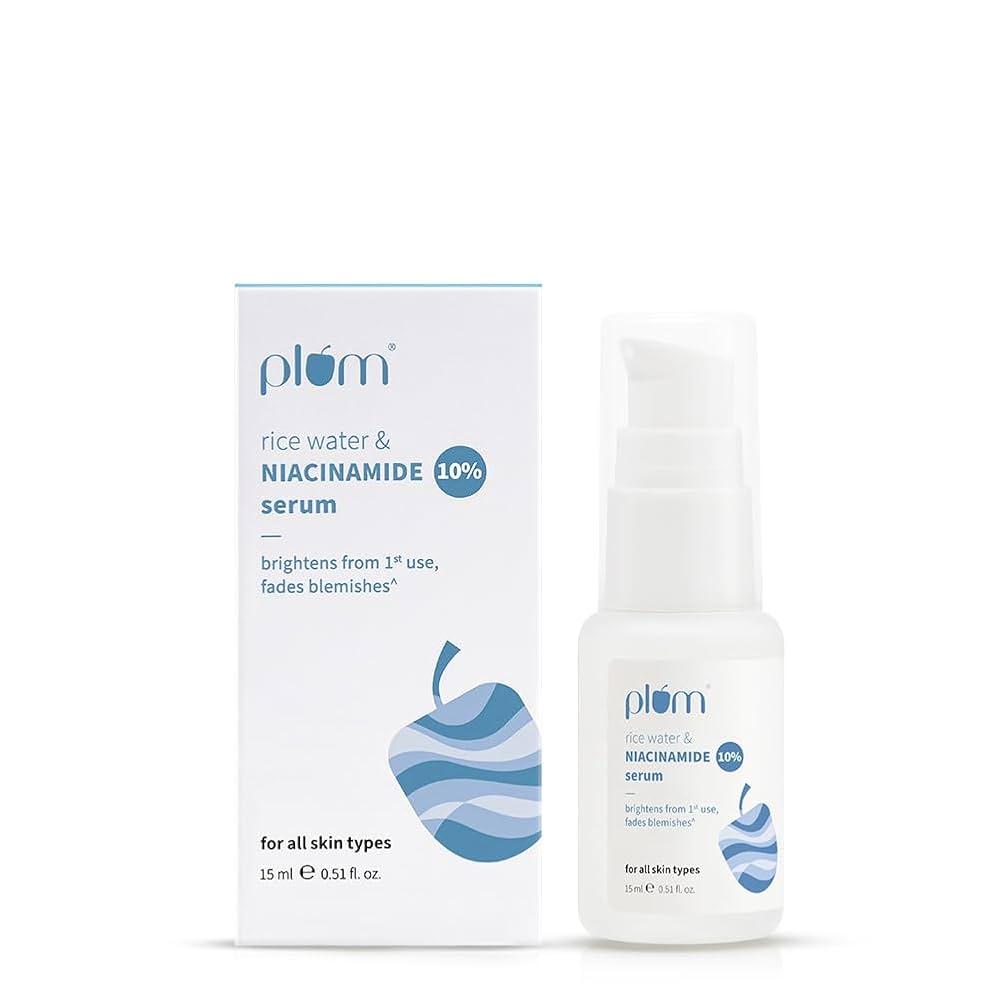 plum®
rice water &
NIACINAMIDE 10%
serum
brightens from 1st use,
fades blemishes^
for all skin types
15 ml ℮ 0.51 fl. oz.
plum®
rice water &
NIACINAMIDE 10%
serum
brightens from 1st use,
fades blemishes^
for all skin types
15 ml ℮ 0.51 fl. oz.